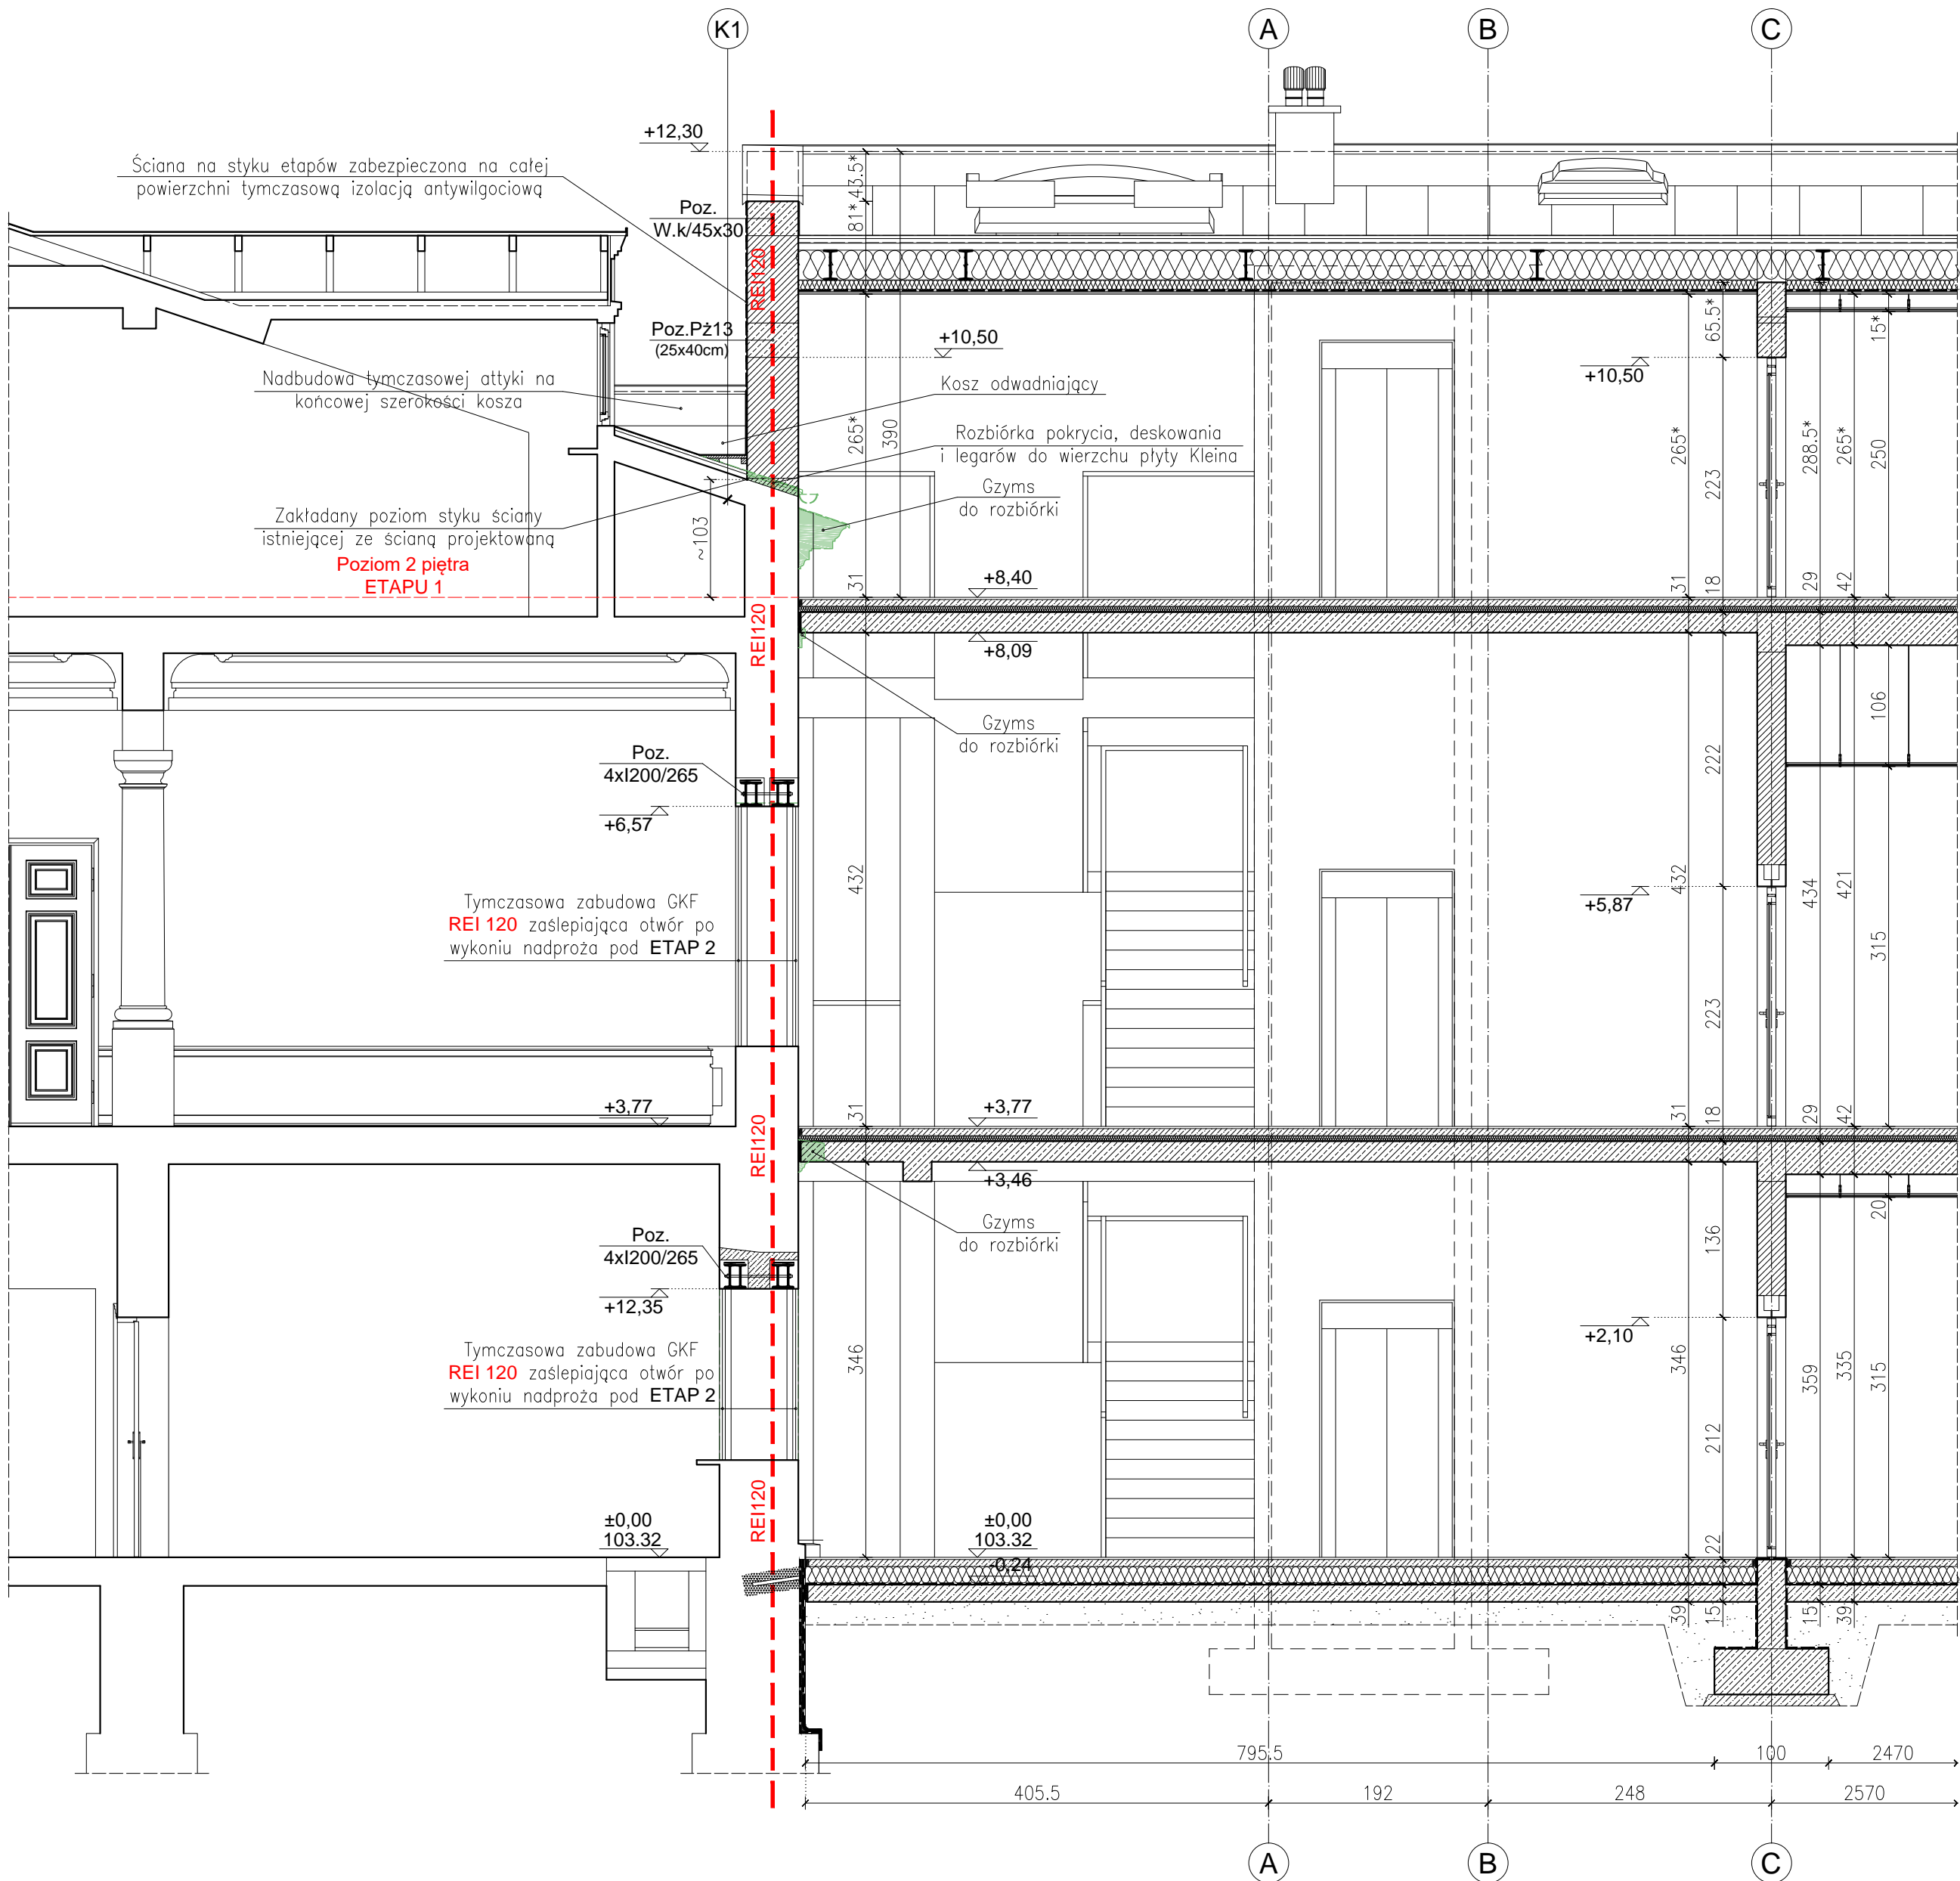 K1
A
B
C
+12,30
Ściana na styku etapów zabezpieczona na całej
powierzchni tymczasową izolacją antywilgociową
43.5*
81*
Poz.
W.k/45x30
REI120
Poz.Pż13
(25x40cm)
+10,50
+10,50
65.5*
15*
Nadbudowa tymczasowej attyki na
końcowej szerokości kosza
Kosz odwadniający
265*
390
Rozbiórka pokrycia, deskowania
i legarów do wierzchu płyty Kleina
265*
223
288.5*
265*
250
Gzyms
do rozbiórki
Zakładany poziom styku ściany
istniejącej ze ścianą projektowaną
~103
Poziom 2 piętra
ETAPU 1
31
+8,40
31
18
29
42
REI120
+8,09
Gzyms
do rozbiórki
106
222
Poz.
4xI200/265
+6,57
432
432
+5,87
434
421
315
Tymczasowa zabudowa GKF
REI 120 zaślepiająca otwór po
wykoniu nadproża pod ETAP 2
223
+3,77
31
+3,77
31
18
29
42
REI120
+3,46
Gzyms
do rozbiórki
20
136
Poz.
4xI200/265
+12,35
+2,10
Tymczasowa zabudowa GKF
REI 120 zaślepiająca otwór po
wykoniu nadproża pod ETAP 2
346
346
359
335
315
212
REI120
±0,00
103.32
±0,00
103.32
-0,24
22
39
15
15
39
795.5
100
2470
405.5
192
248
2570
A
B
C